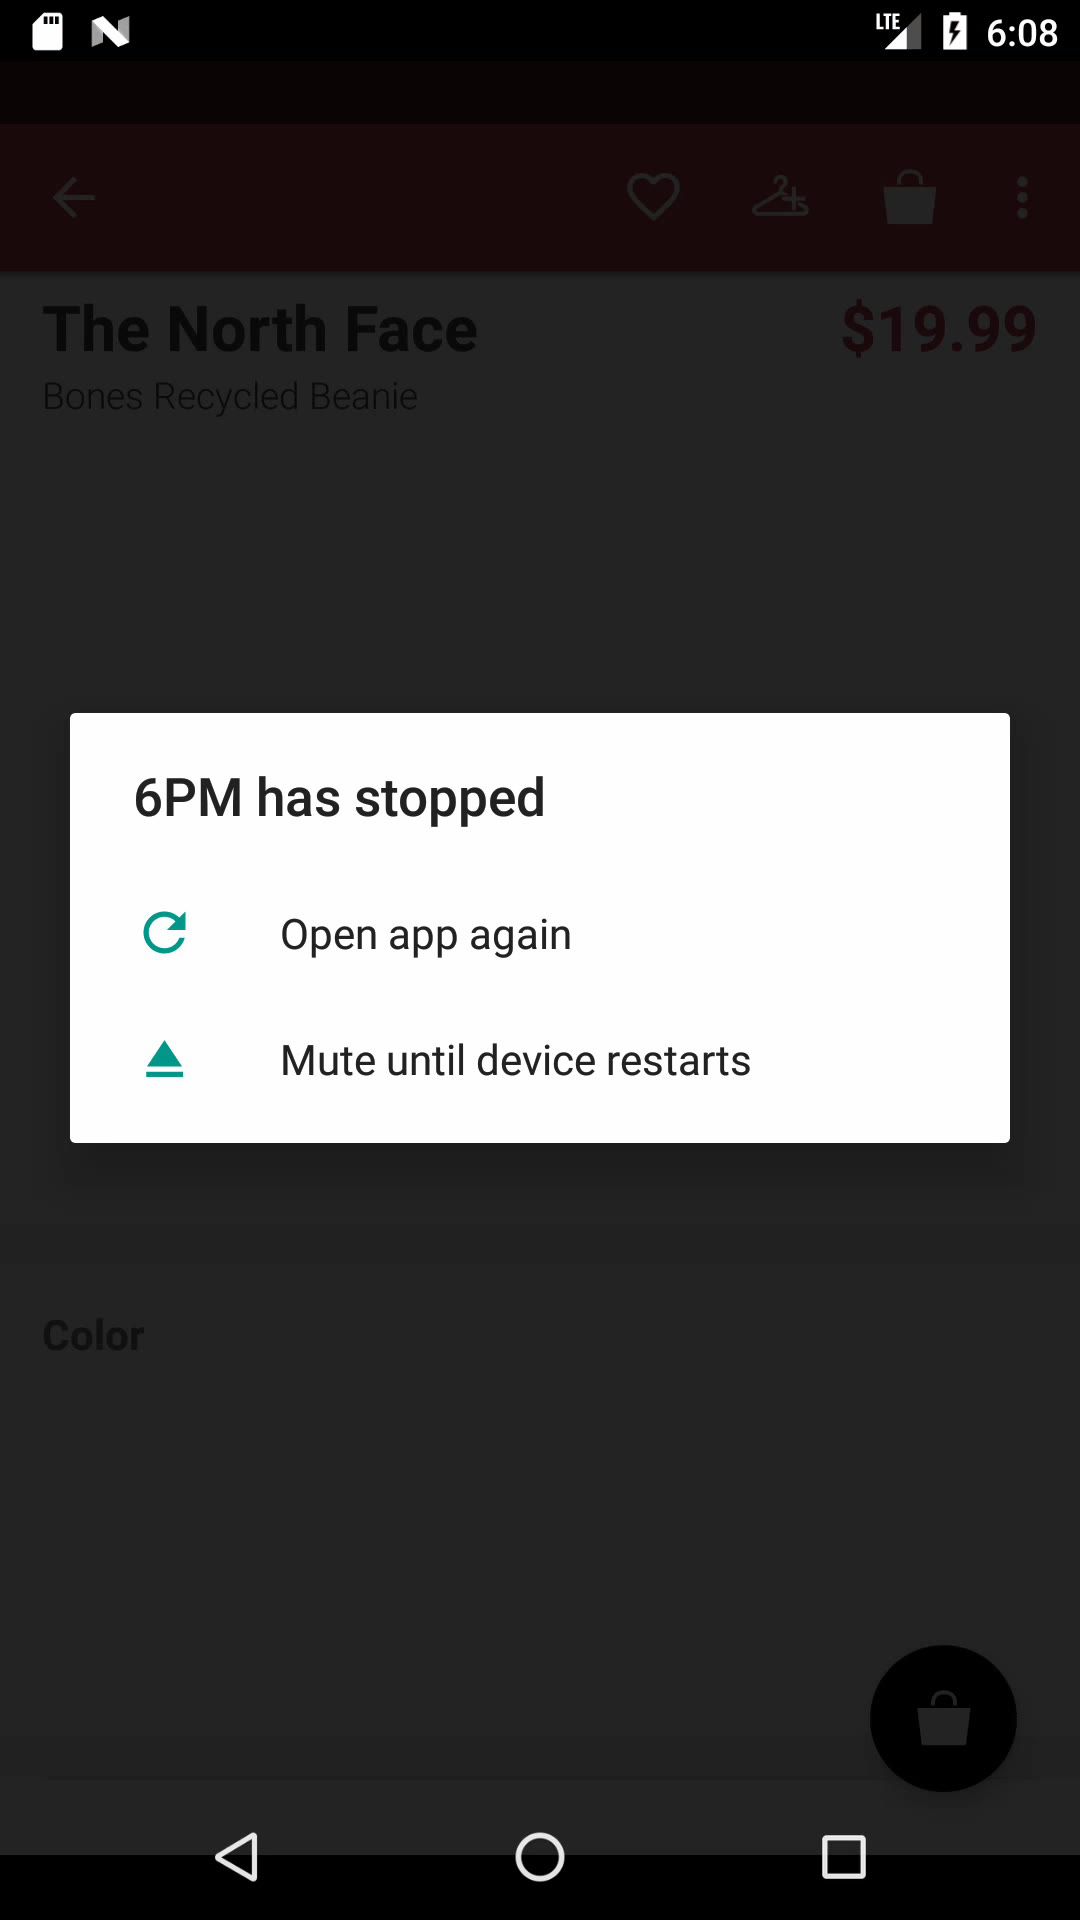 LTE 6:08
The North Face $19.99
Bones Recycled Beanie
6PM has stopped
Open app again
Mute until device restarts
Color